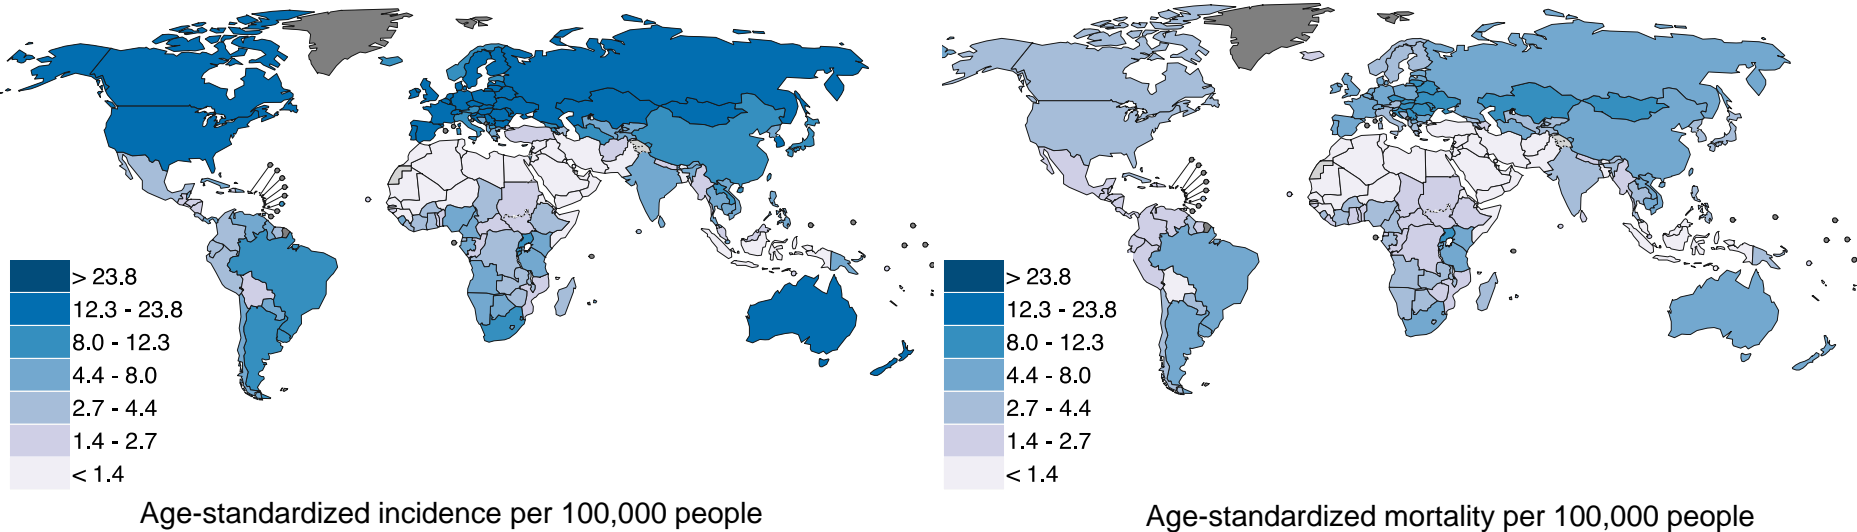 > 23.8
12.3 - 23.8
8.0 - 12.3
4.4 - 8.0
2.7 - 4.4
1.4 - 2.7
< 1.4
Age-standardized incidence per 100,000 people
> 23.8
12.3 - 23.8
8.0 - 12.3
4.4 - 8.0
2.7 - 4.4
1.4 - 2.7
< 1.4
Age-standardized mortality per 100,000 people